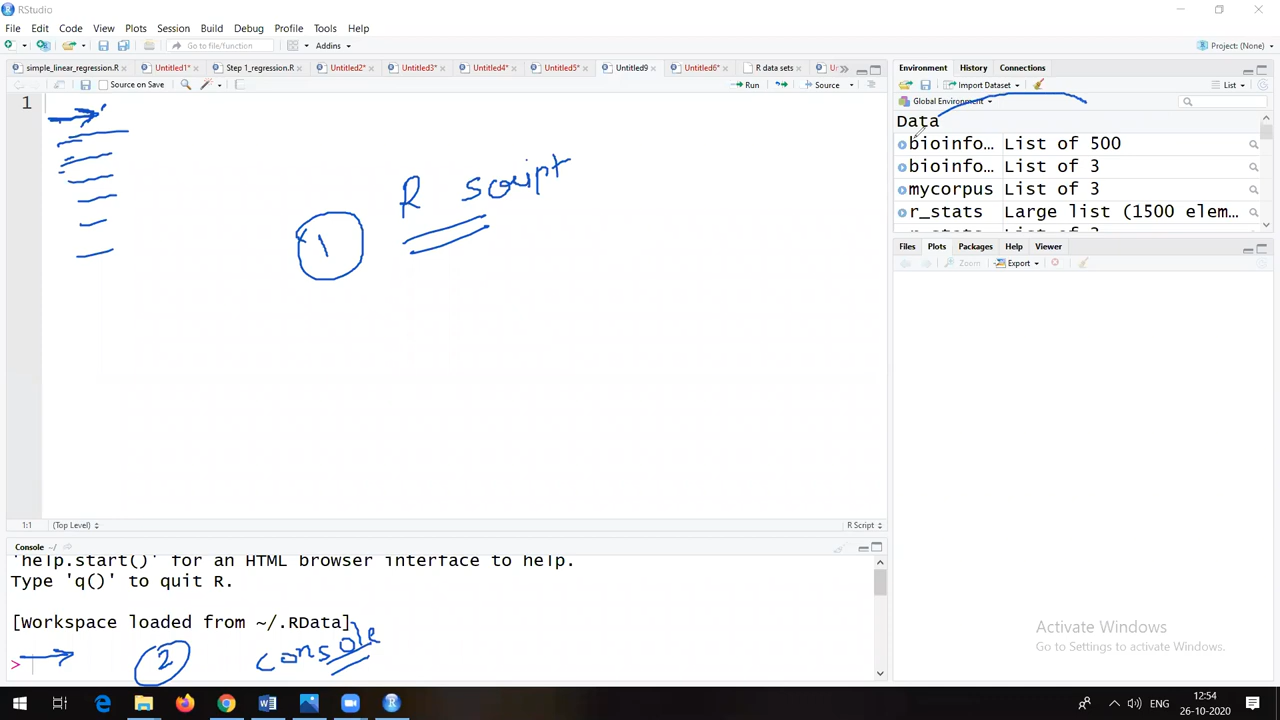 RStudio
File Edit Code View Plots Session Build Debug Profile Tools Help
Go to file/function Addins Project: (None)
simple_linear_regression.R Untitled1* Step 1_regression.R Untitled2* Untitled3* Untitled4* Untitled5* Untitled9 Untitled6* R data sets
Source on Save Run Source
1
R script
1
1:1 (Top Level) R Script
Console ~/
'help.start()' for an HTML browser interface to help.
Type 'q()' to quit R.
[Workspace loaded from ~/.RData]
>
2 console
Environment History Connections
Import Dataset List
Global Environment
Data
bioinfo… List of 500
bioinfo… List of 3
mycorpus List of 3
r_stats Large list (1500 elem…
Files Plots Packages Help Viewer
Zoom Export
Activate Windows
Go to Settings to activate Windows.
ENG 12:54
26-10-2020